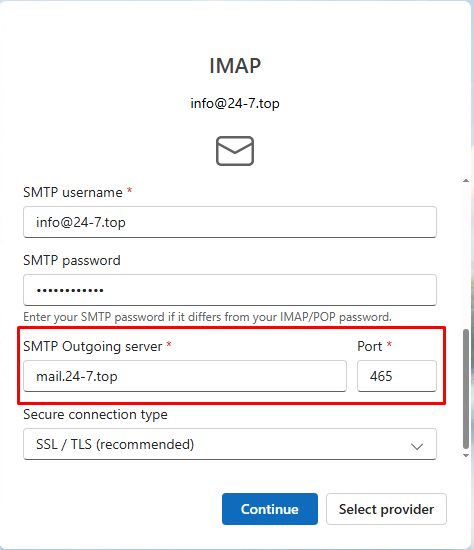 IMAP
info@24-7.top
SMTP username *
info@24-7.top
SMTP password
••••••••••••
Enter your SMTP password if it differs from your IMAP/POP password.
SMTP Outgoing server * Port *
mail.24-7.top 465
Secure connection type
SSL / TLS (recommended)
Continue Select provider